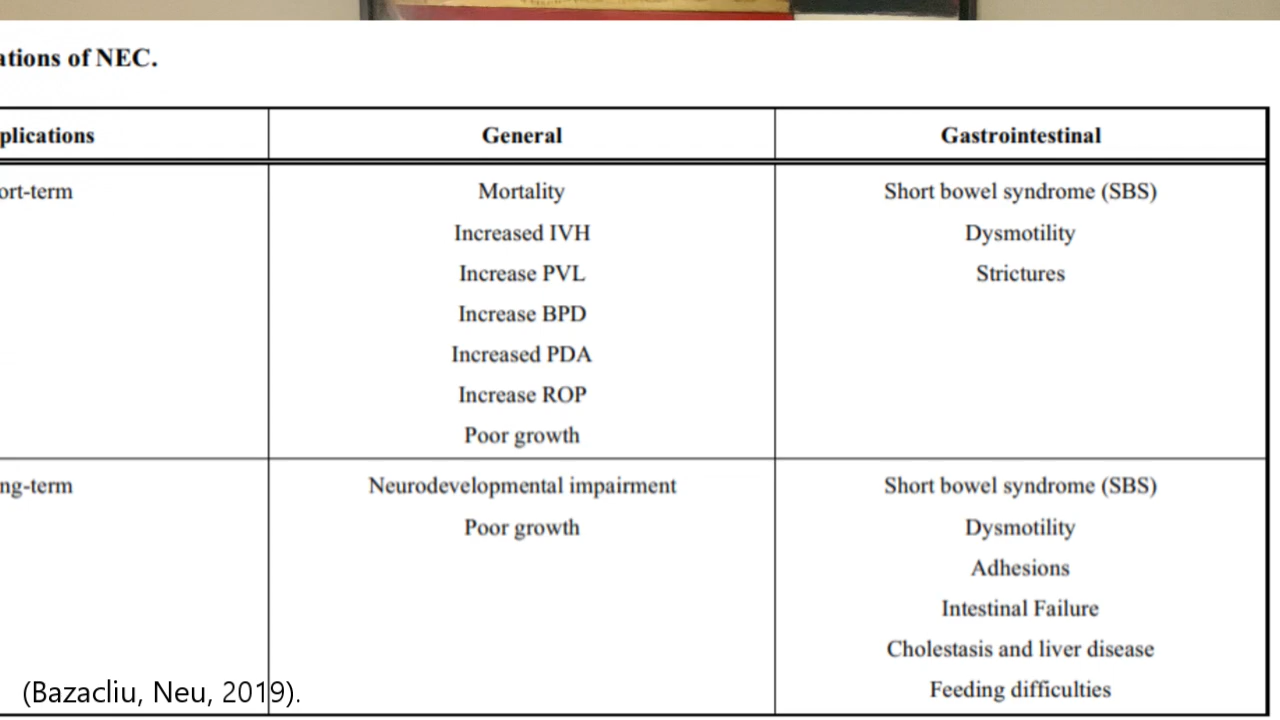 ations of NEC.
plications General Gastrointestinal
ort-term Mortality Short bowel syndrome (SBS)
Increased IVH Dysmotility
Increase PVL Strictures
Increase BPD
Increased PDA
Increase ROP
Poor growth
ng-term Neurodevelopmental impairment Short bowel syndrome (SBS)
Poor growth Dysmotility
Adhesions
Intestinal Failure
Cholestasis and liver disease
Feeding difficulties
(Bazacliu, Neu, 2019).